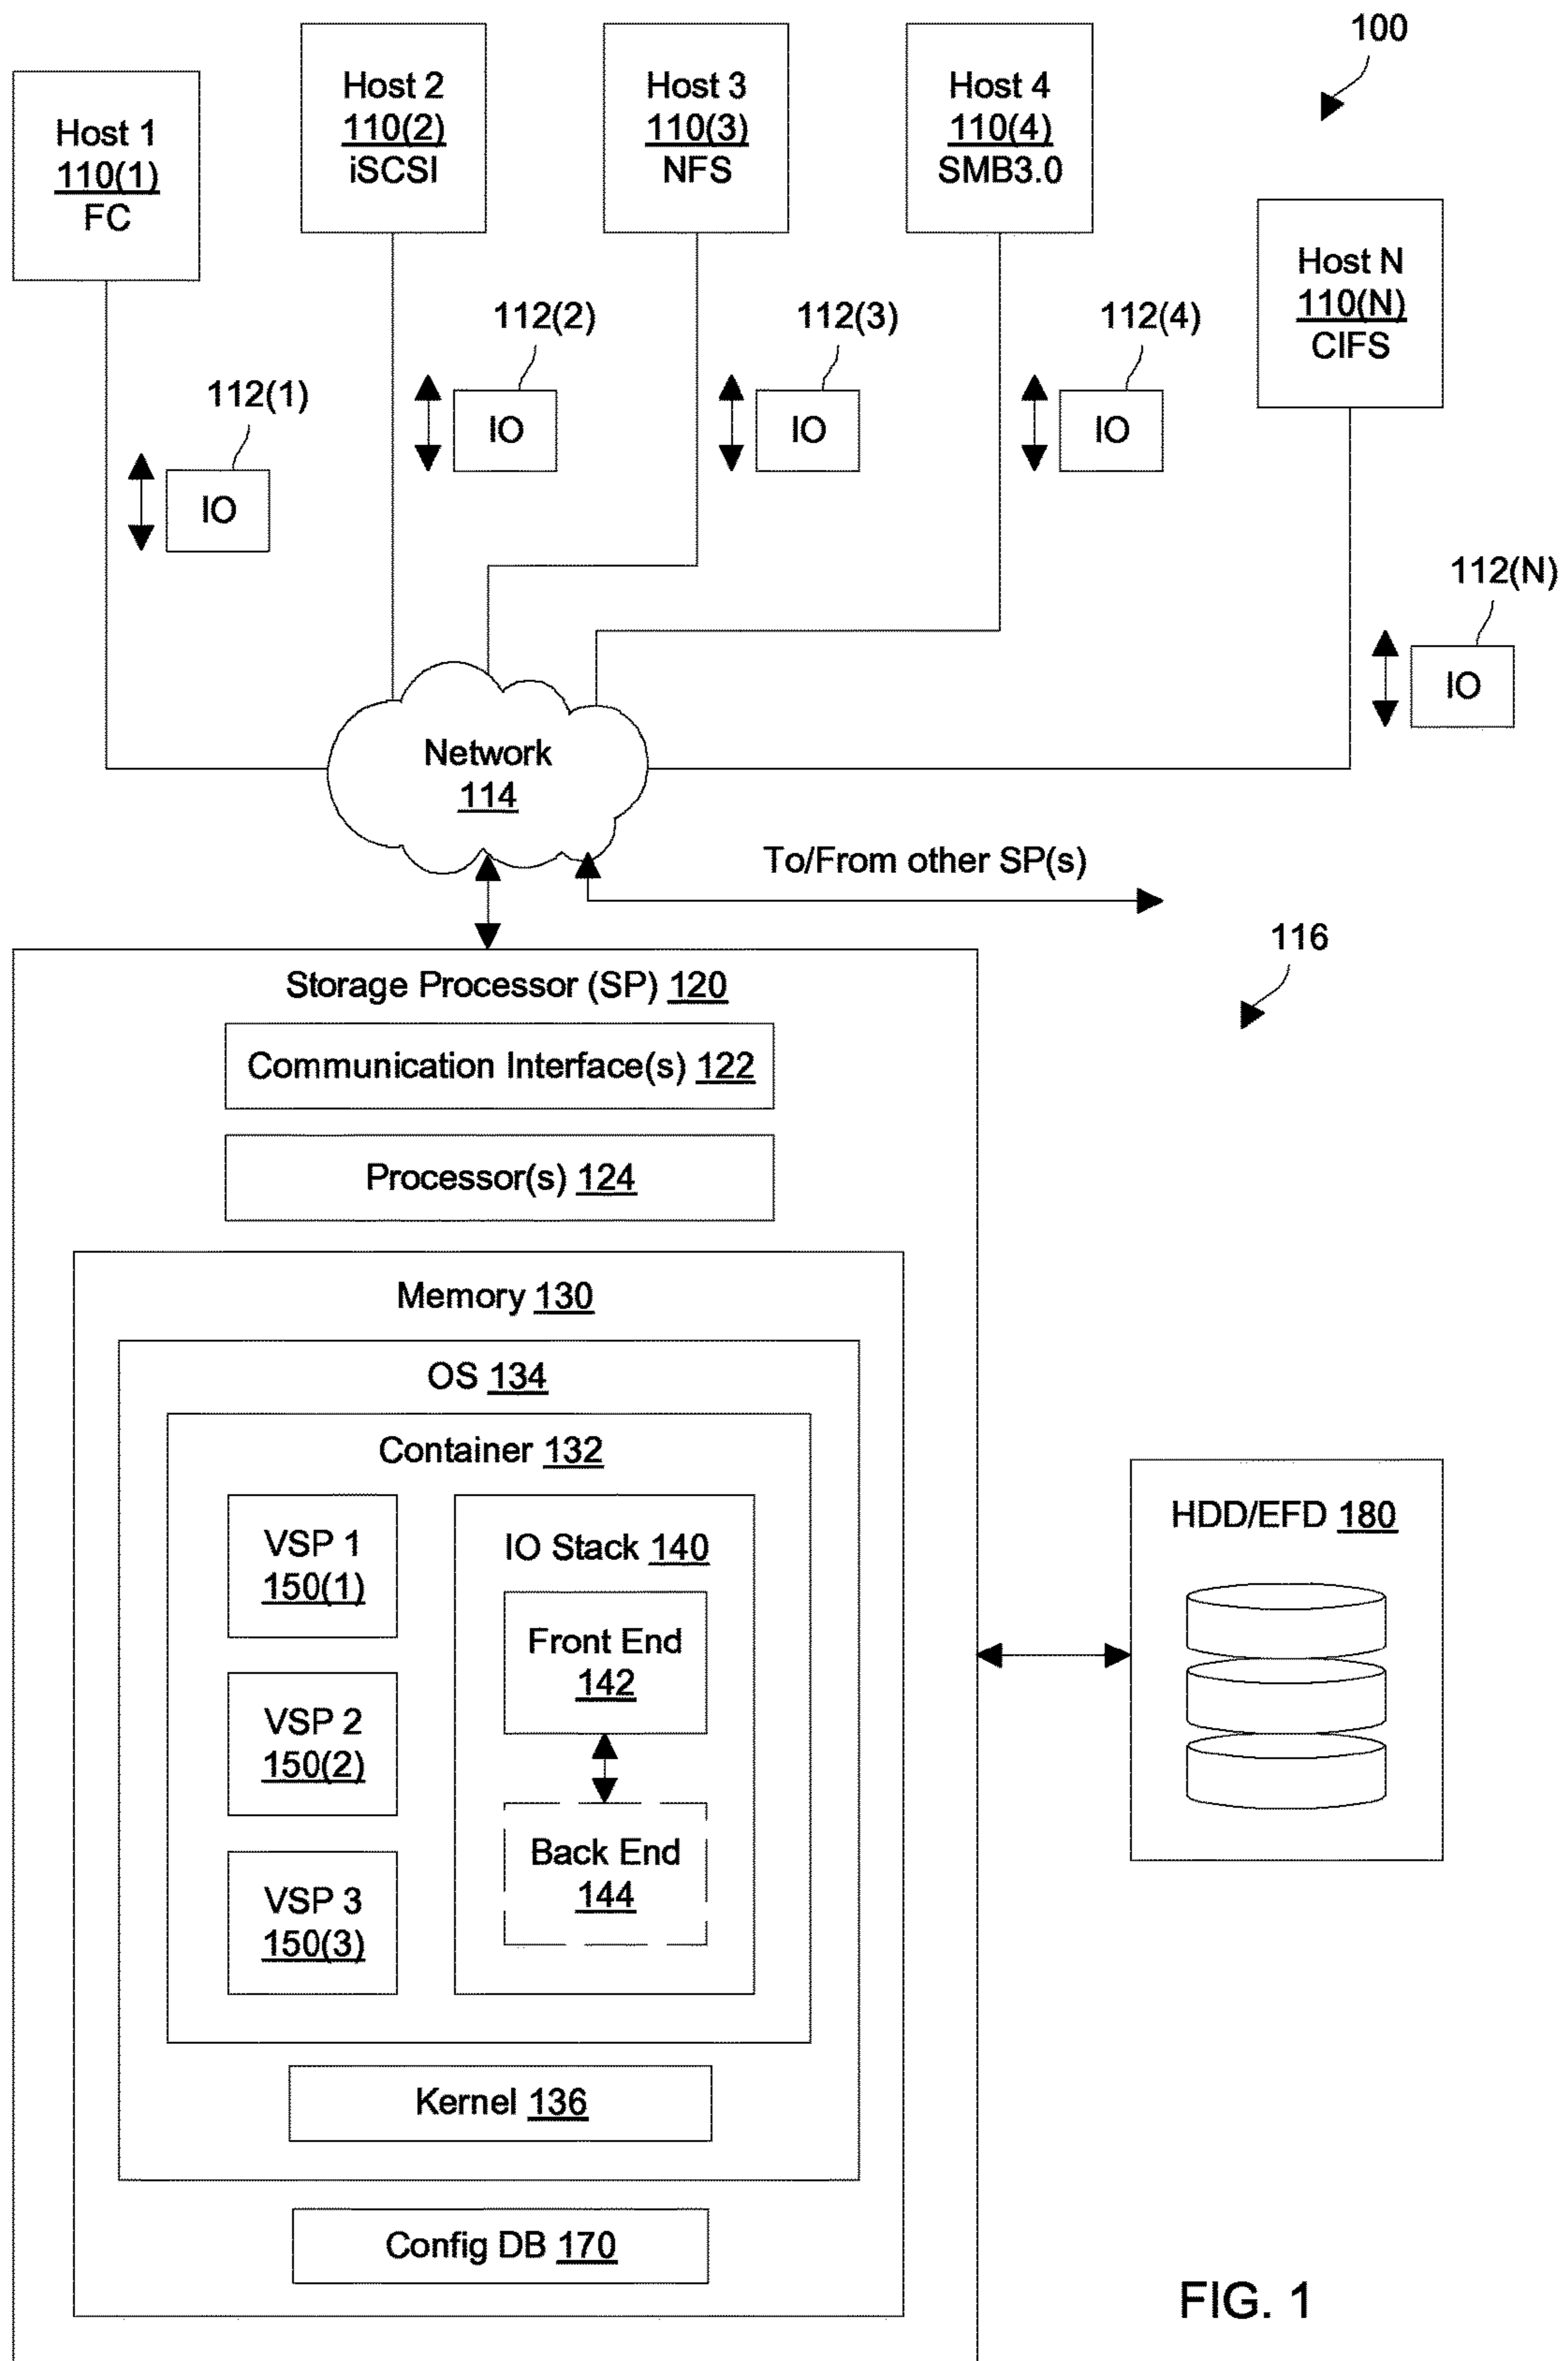 100
Host 1
110(1)
FC
Host 2
110(2)
iSCSI
Host 3
110(3)
NFS
Host 4
110(4)
SMB3.0
Host N
110(N)
CIFS
112(1)
IO
112(2)
IO
112(3)
IO
112(4)
IO
112(N)
IO
Network
114
To/From other SP(s)
116
Storage Processor (SP) 120
Communication Interface(s) 122
Processor(s) 124
Memory 130
OS 134
Container 132
VSP 1
150(1)
VSP 2
150(2)
VSP 3
150(3)
IO Stack 140
Front End
142
Back End
144
Kernel 136
Config DB 170
HDD/EFD 180
FIG. 1